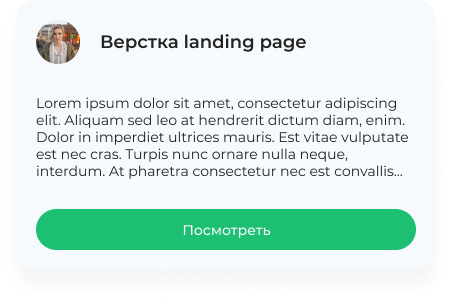 Верстка landing page
Lorem ipsum dolor sit amet, consectetur adipiscing
elit. Aliquam sed leo at hendrerit dictum diam, enim.
Dolor in imperdiet ultrices mauris. Est vitae vulputate
est nec cras. Turpis nunc ornare nulla neque,
interdum. At pharetra consectetur nec est convallis...
Посмотреть